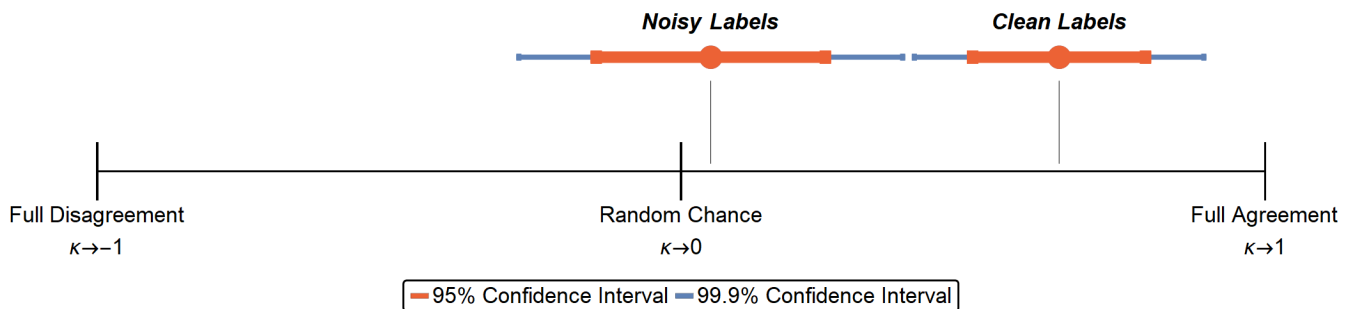 Noisy Labels
Clean Labels
Full Disagreement
κ→−1
Random Chance
κ→0
Full Agreement
κ→1
95% Confidence Interval
99.9% Confidence Interval